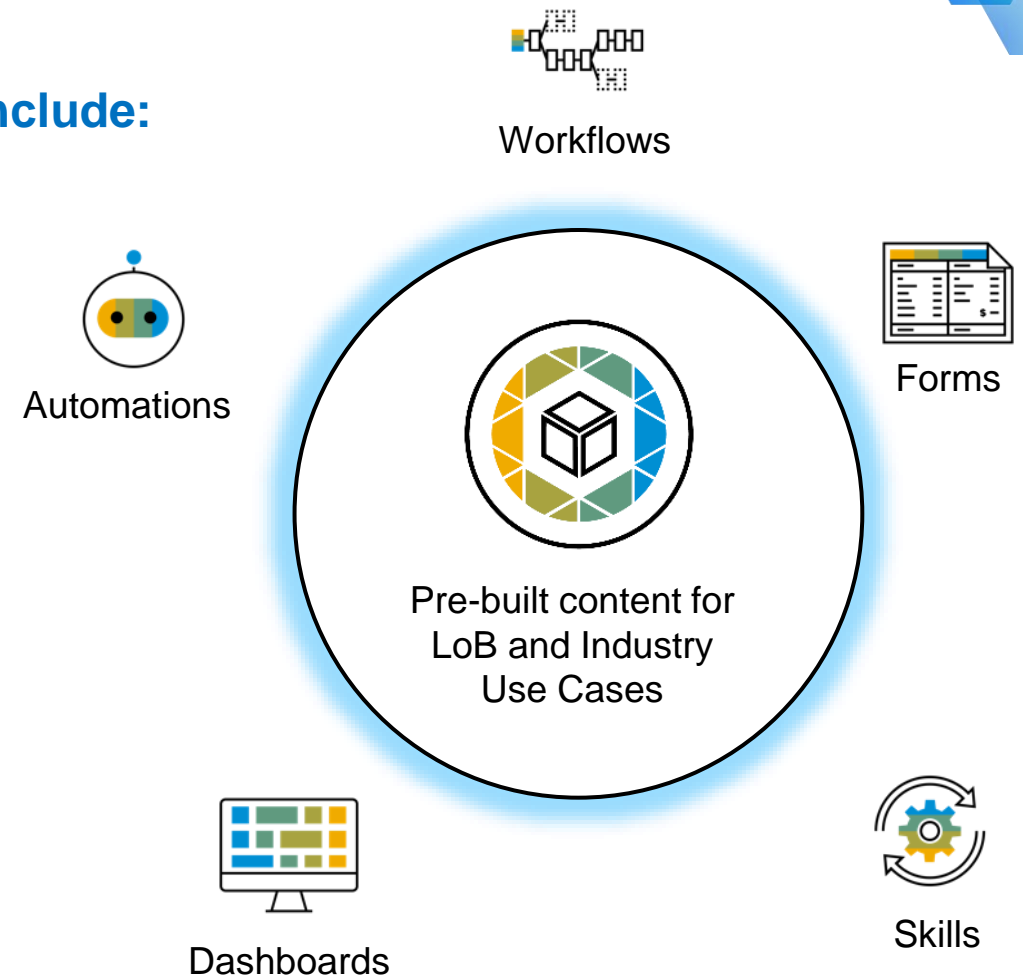 nclude:
Workflows
Automations
Forms
Pre-built content for
LoB and Industry
Use Cases
Dashboards
Skills